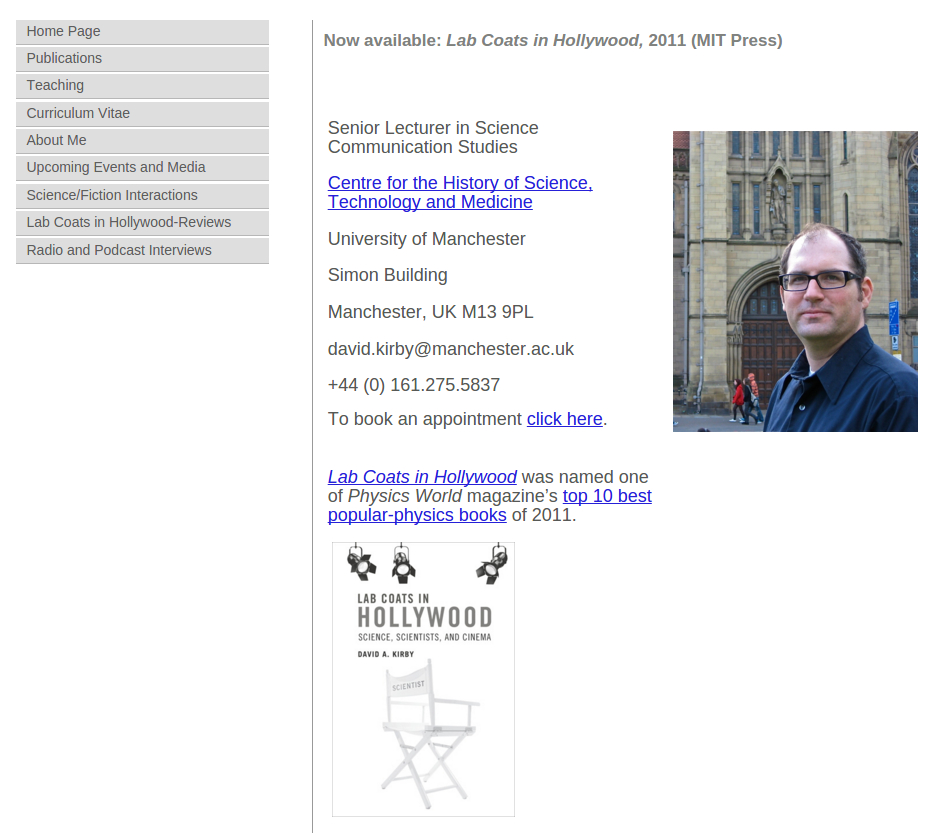 Home Page
Publications
Teaching
Curriculum Vitae
About Me
Upcoming Events and Media
Science/Fiction Interactions
Lab Coats in Hollywood-Reviews
Radio and Podcast Interviews
Now available: Lab Coats in Hollywood, 2011 (MIT Press)
Senior Lecturer in Science
Communication Studies
Centre for the History of Science,
Technology and Medicine
University of Manchester
Simon Building
Manchester, UK M13 9PL
david.kirby@manchester.ac.uk
+44 (0) 161.275.5837
To book an appointment click here.
Lab Coats in Hollywood was named one
of Physics World magazine’s top 10 best
popular-physics books of 2011.
LAB COATS IN
HOLLYWOOD
SCIENCE, SCIENTISTS, AND CINEMA
DAVID A. KIRBY
SCIENTIST